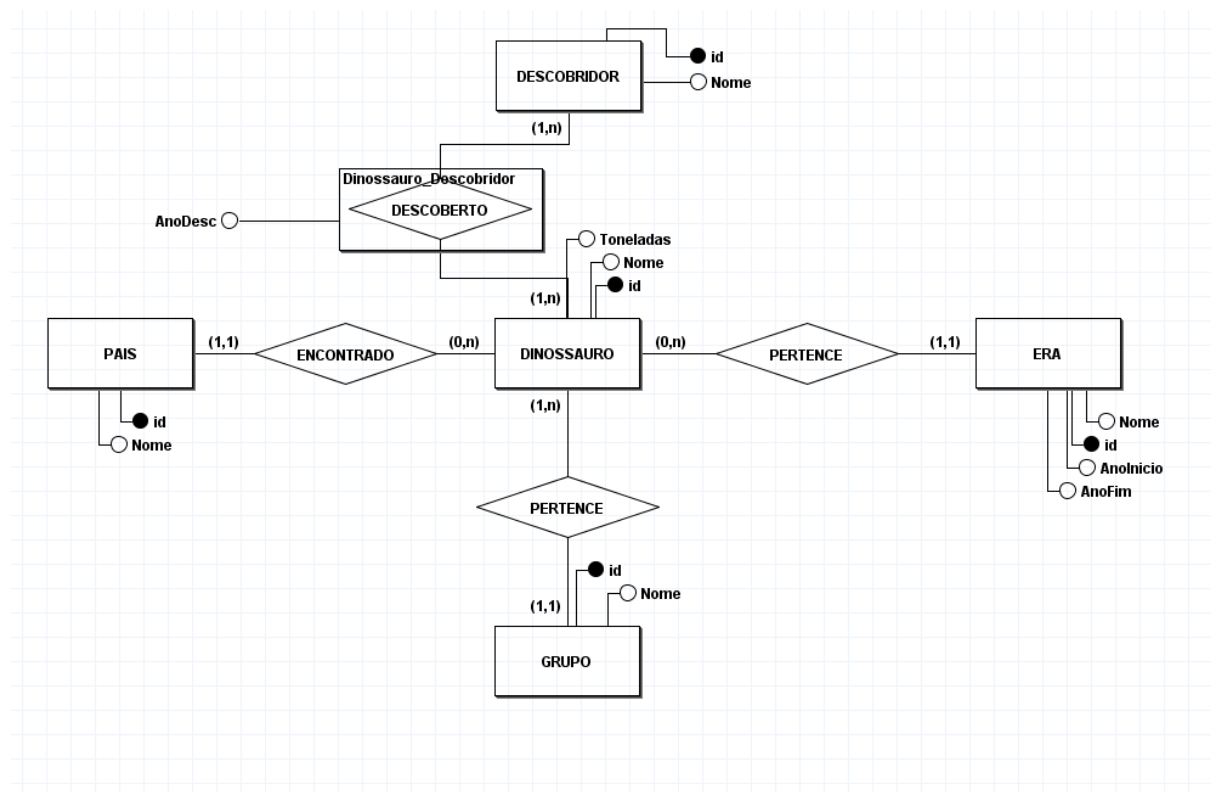 id
DESCOBRIDOR
Nome
(1,n)
Dinossauro_Descobridor
DESCOBERTO
AnoDesc
Toneladas
Nome
id
(1,n)
PAIS
(1,1)
ENCONTRADO
(0,n)
DINOSSAURO
(0,n)
PERTENCE
(1,1)
ERA
(1,n)
id
Nome
Nome
id
AnoInicio
AnoFim
PERTENCE
id
Nome
(1,1)
GRUPO